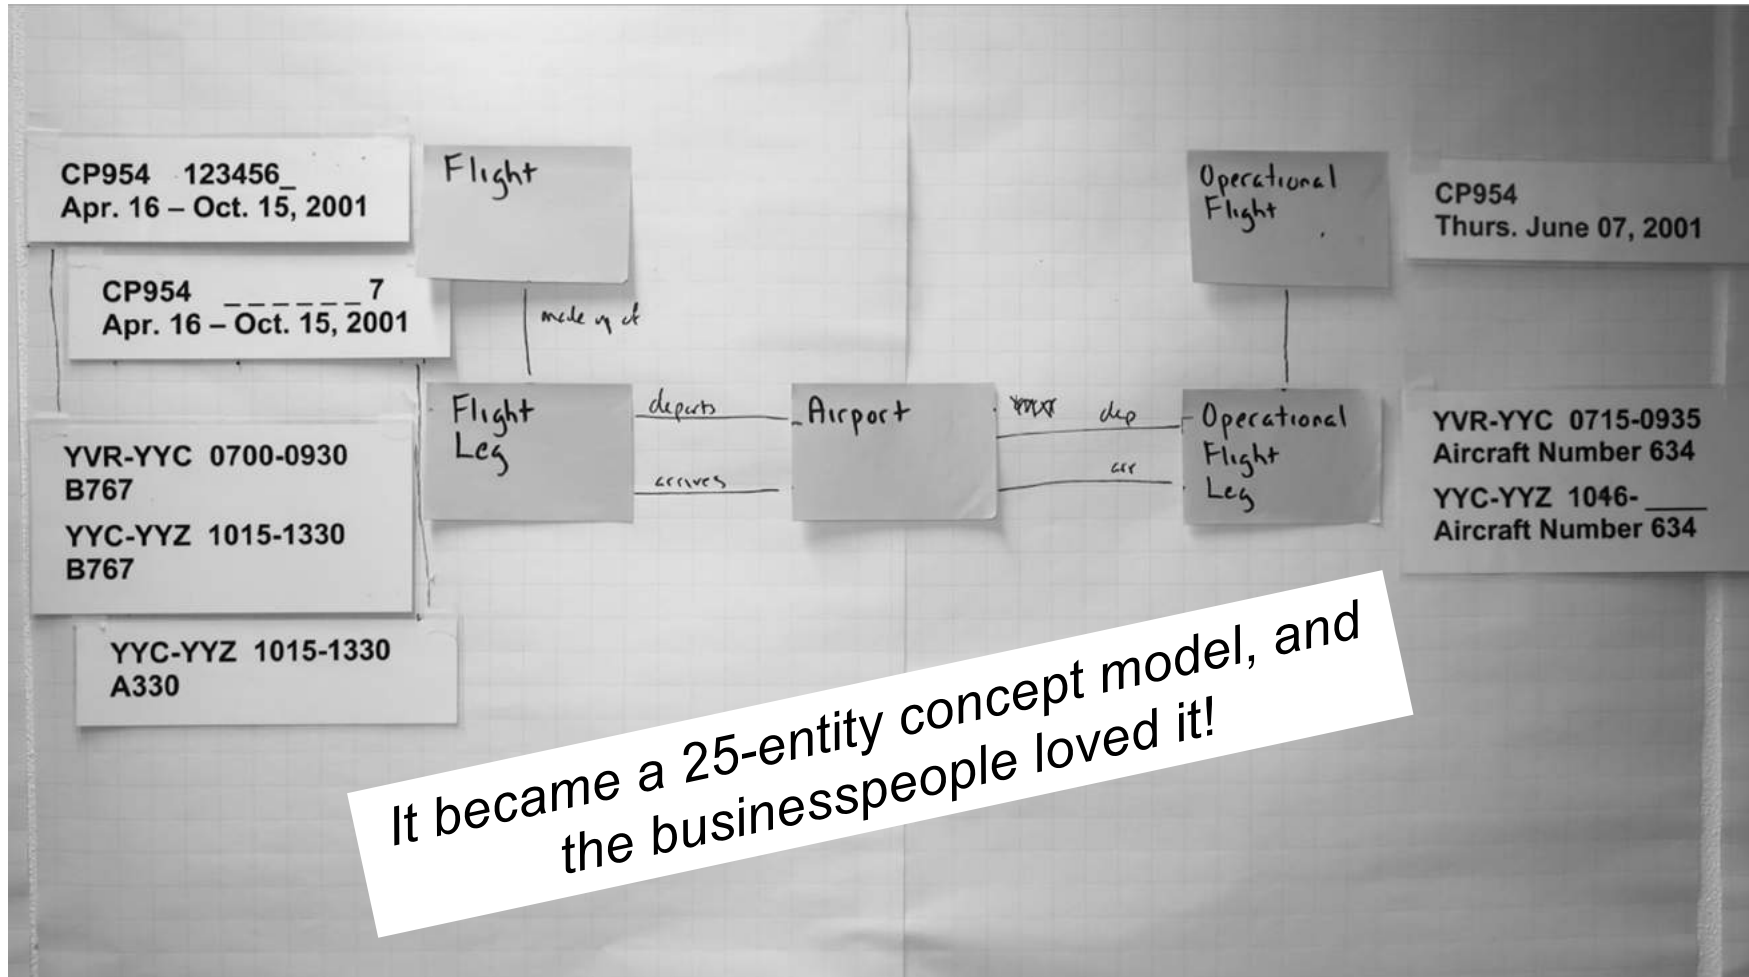 CP954 123456_
Apr. 16 – Oct. 15, 2001
CP954 _ _ _ _ _ _ 7
Apr. 16 – Oct. 15, 2001
YVR-YYC 0700-0930
B767
YYC-YYZ 1015-1330
B767
YYC-YYZ 1015-1330
A330
Flight
made up of
Flight
Leg
departs
arrives
Airport
dep
arr
Operational
Flight
Operational
Flight
Leg
CP954
Thurs. June 07, 2001
YVR-YYC 0715-0935
Aircraft Number 634
YYC-YYZ 1046-____
Aircraft Number 634
It became a 25-entity concept model, and
the businesspeople loved it!